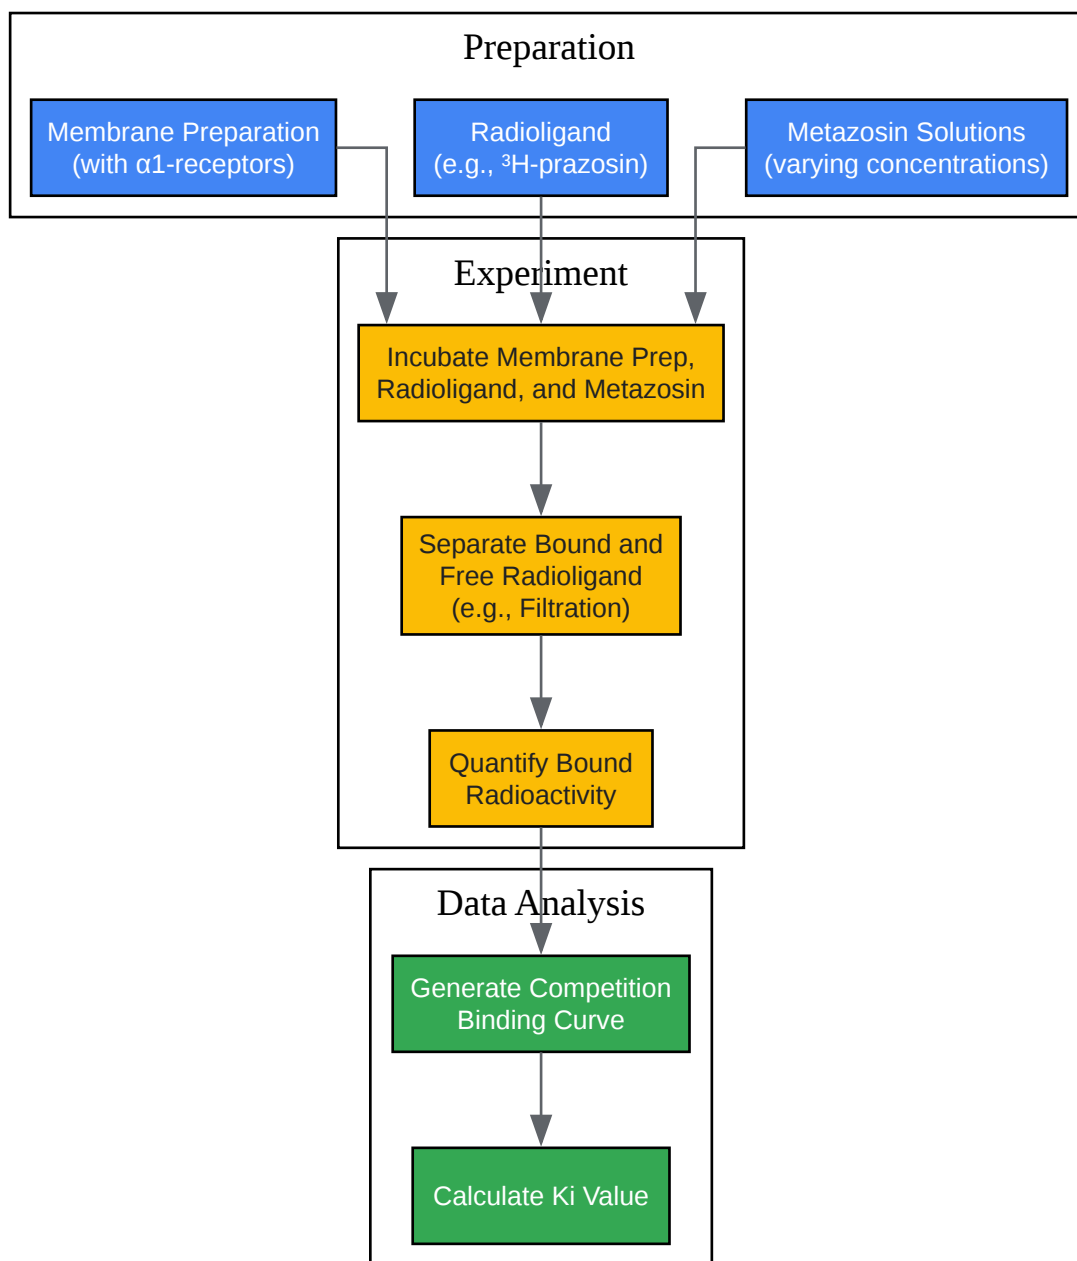 Preparation
Membrane Preparation
(with α1-receptors)
Radioligand
(e.g., ³H-prazosin)
Metazosin Solutions
(varying concentrations)
Experiment
Incubate Membrane Prep,
Radioligand, and Metazosin
Separate Bound and
Free Radioligand
(e.g., Filtration)
Quantify Bound
Radioactivity
Data Analysis
Generate Competition
Binding Curve
Calculate Ki Value